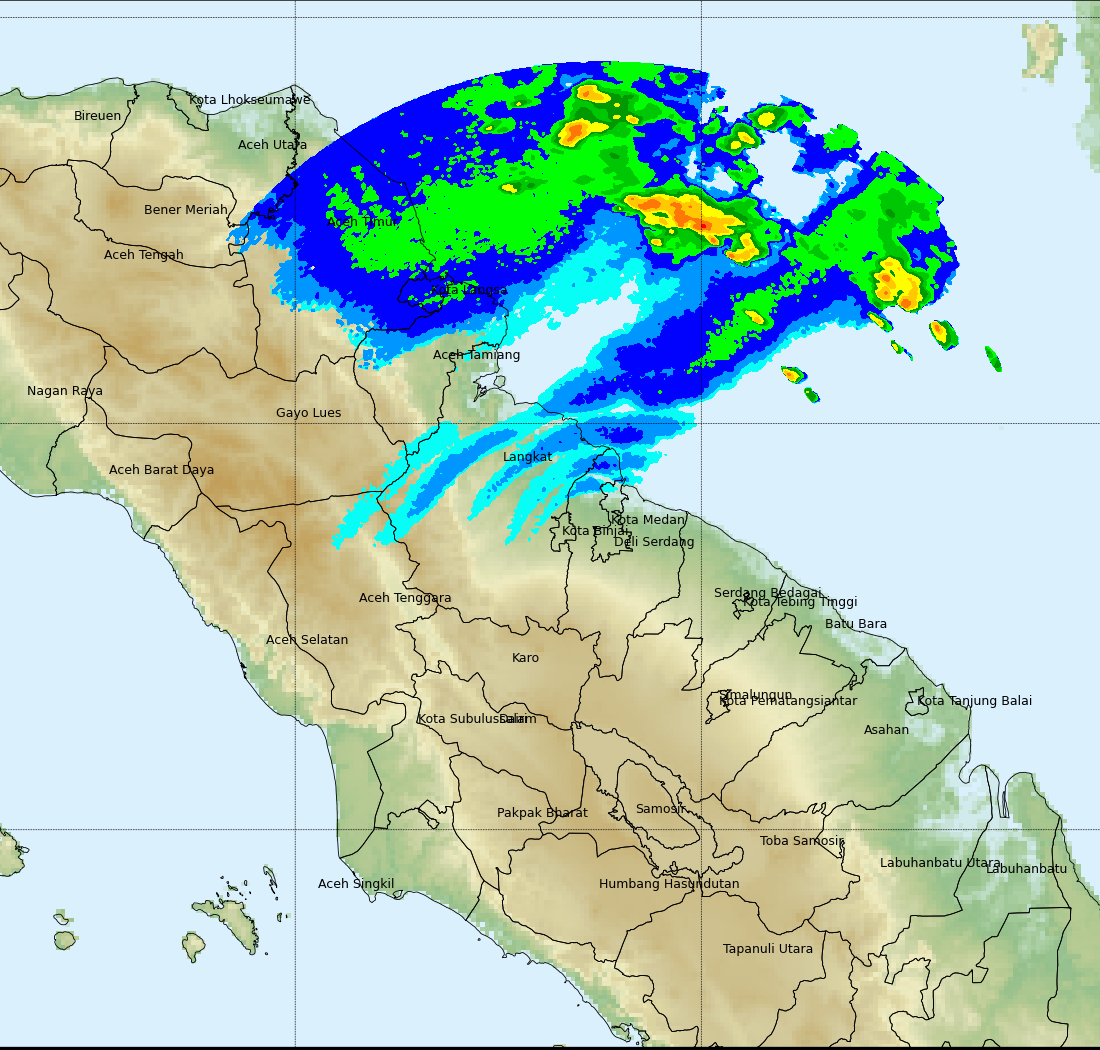 Kota Lhokseumawe
Bireuen
Aceh Utara
Bener Meriah
Aceh Timur
Aceh Tengah
Kota Langsa
Aceh Tamiang
Nagan Raya
Gayo Lues
Langkat
Aceh Barat Daya
Kota Medan
Kota Binjai
Deli Serdang
Serdang Bedagai
Aceh Tenggara
Kota Tebing Tinggi
Batu Bara
Aceh Selatan
Karo
Simalungun
Kota Pematangsiantar
Kota Tanjung Balai
Kota Subulussalam
Dairi
Asahan
Samosir
Pakpak Bharat
Toba Samosir
Labuhanbatu Utara
Labuhanbatu
Aceh Singkil
Humbang Hasundutan
Tapanuli Utara